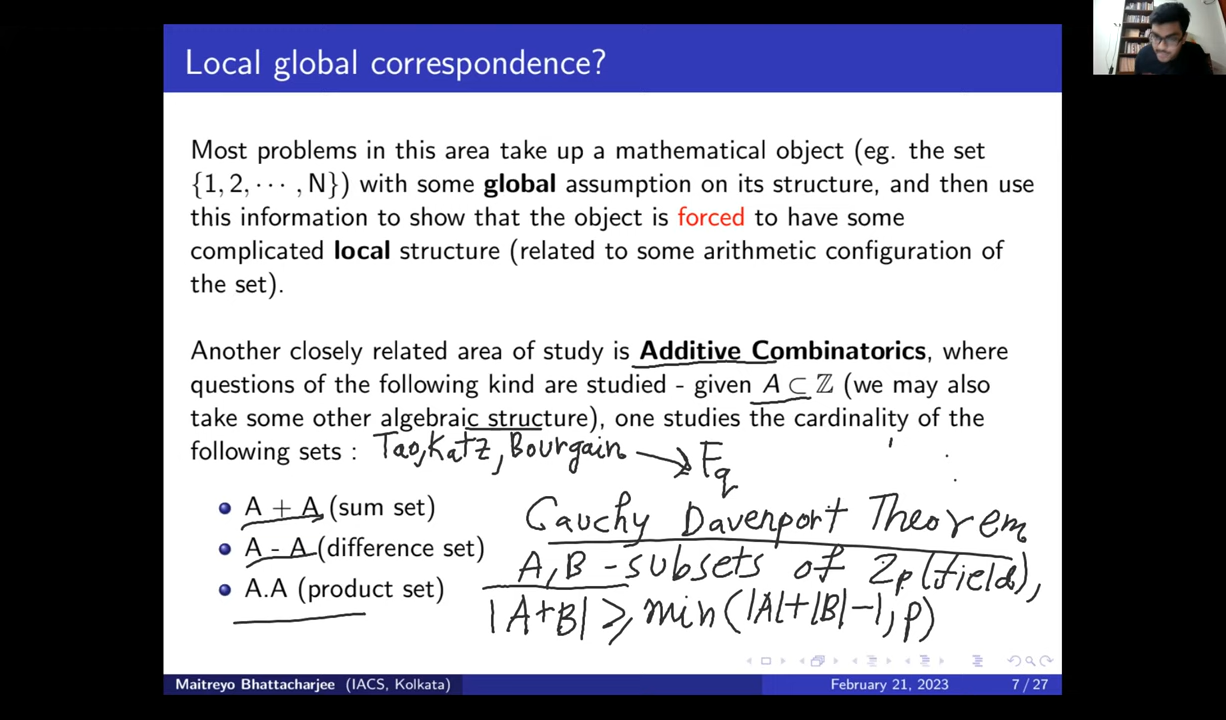 Local global correspondence?
Most problems in this area take up a mathematical object (eg. the set
{1, 2, ··· , N}) with some global assumption on its structure, and then use
this information to show that the object is forced to have some
complicated local structure (related to some arithmetic configuration of
the set).
Another closely related area of study is Additive Combinatorics, where
questions of the following kind are studied - given A ⊂ ℤ (we may also
take some other algebraic structure), one studies the cardinality of the
following sets :
Tao, Katz, Bourgain → Fq
A + A (sum set)
A - A (difference set)
A.A (product set)
Cauchy Davenport Theorem
A, B - subsets of Zp (field),
|A+B| ≥ min(|A|+|B|-1, p)
Maitreyo Bhattacharjee (IACS, Kolkata)
February 21, 2023
7 / 27